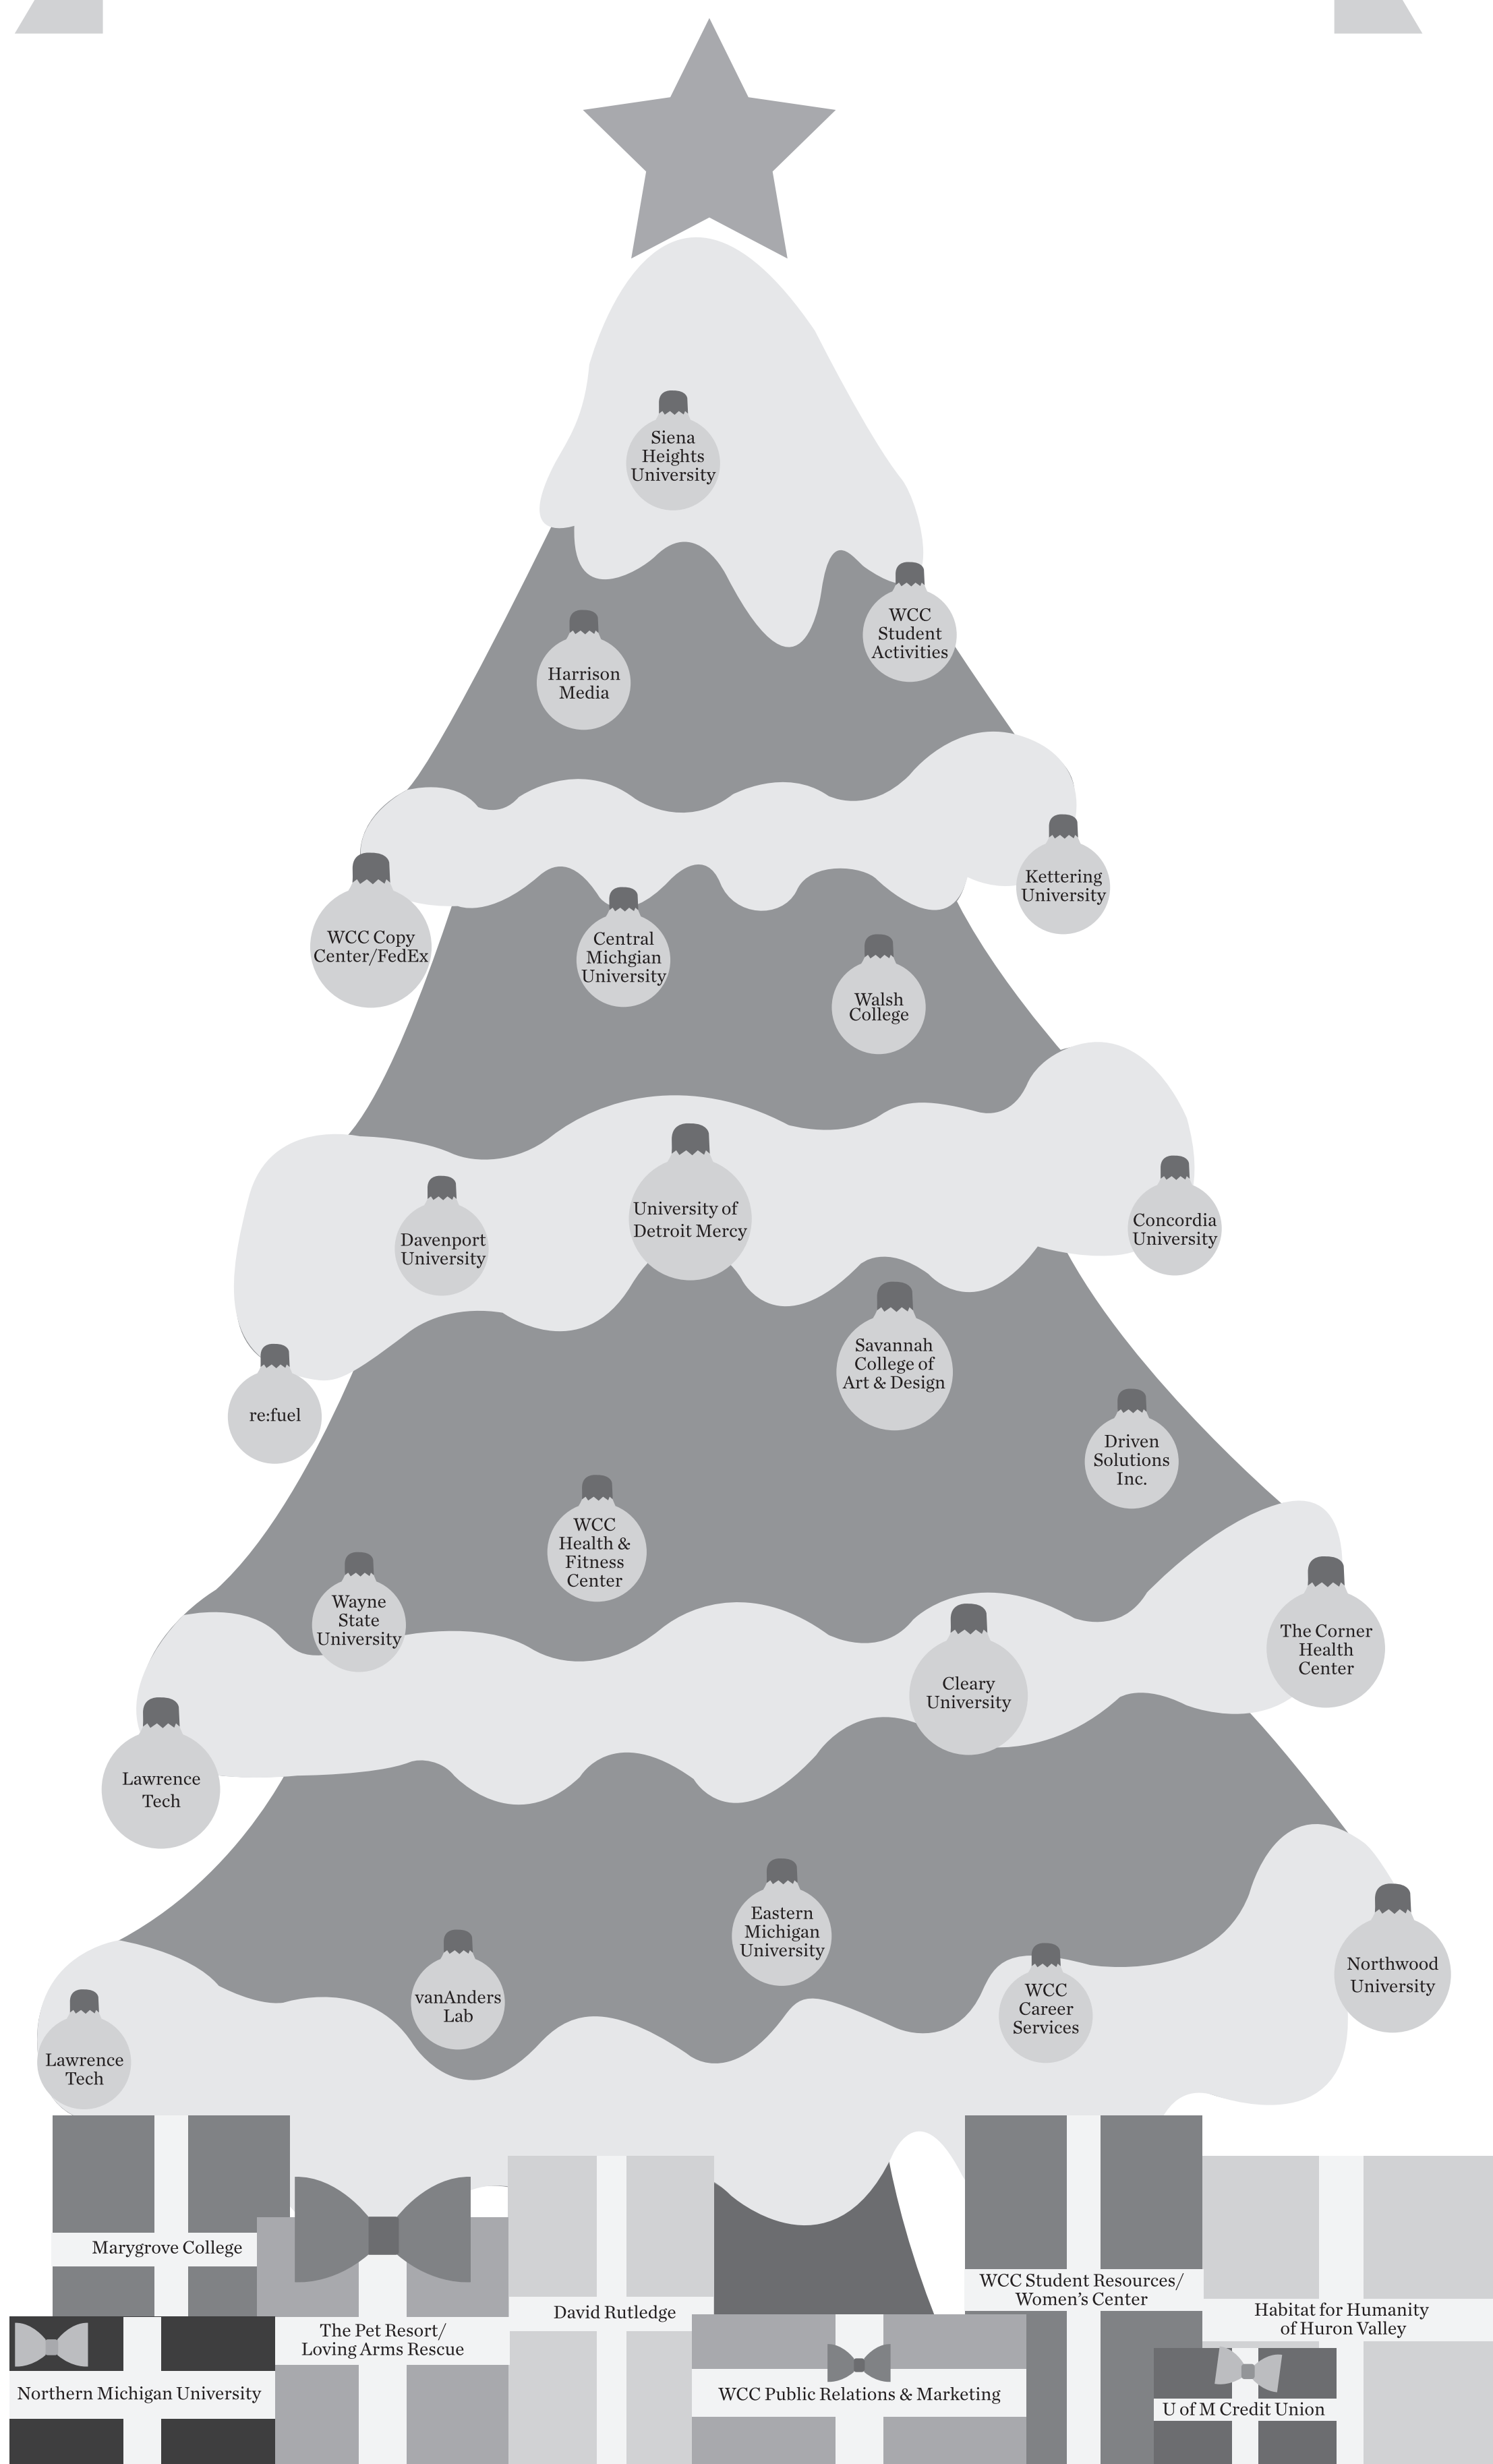 Siena
Heights
University
WCC
Student
Activities
Harrison
Media
Kettering
University
WCC Copy
Center/FedEx
Central
Michgian
University
Walsh
College
Davenport
University
University of
Detroit Mercy
Concordia
University
Savannah
College of
Art & Design
re:fuel
Driven
Solutions
Inc.
WCC
Health &
Fitness
Center
Wayne
State
University
The Corner
Health
Center
Cleary
University
Lawrence
Tech
Eastern
Michigan
University
Northwood
University
vanAnders
Lab
WCC
Career
Services
Lawrence
Tech
Marygrove College
WCC Student Resources/
Women's Center
David Rutledge
Habitat for Humanity
of Huron Valley
The Pet Resort/
Loving Arms Rescue
Northern Michigan University
WCC Public Relations & Marketing
U of M Credit Union